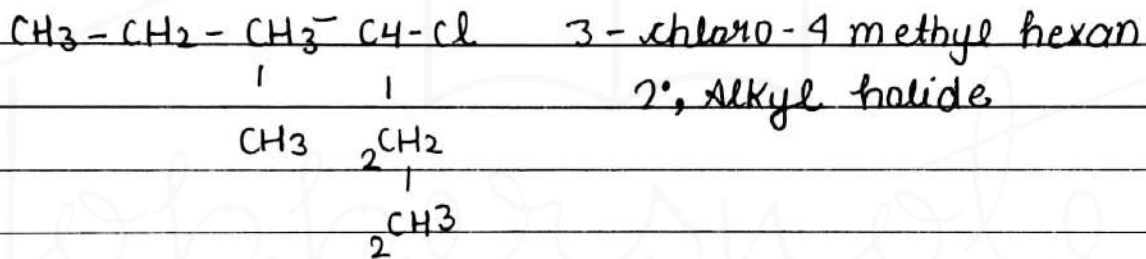 CH3 - CH2 - CH3 - C4 - Cl 3 - chloro - 4 methyl hexan
2°, Alkyl halide
CH3 2CH2
2CH3